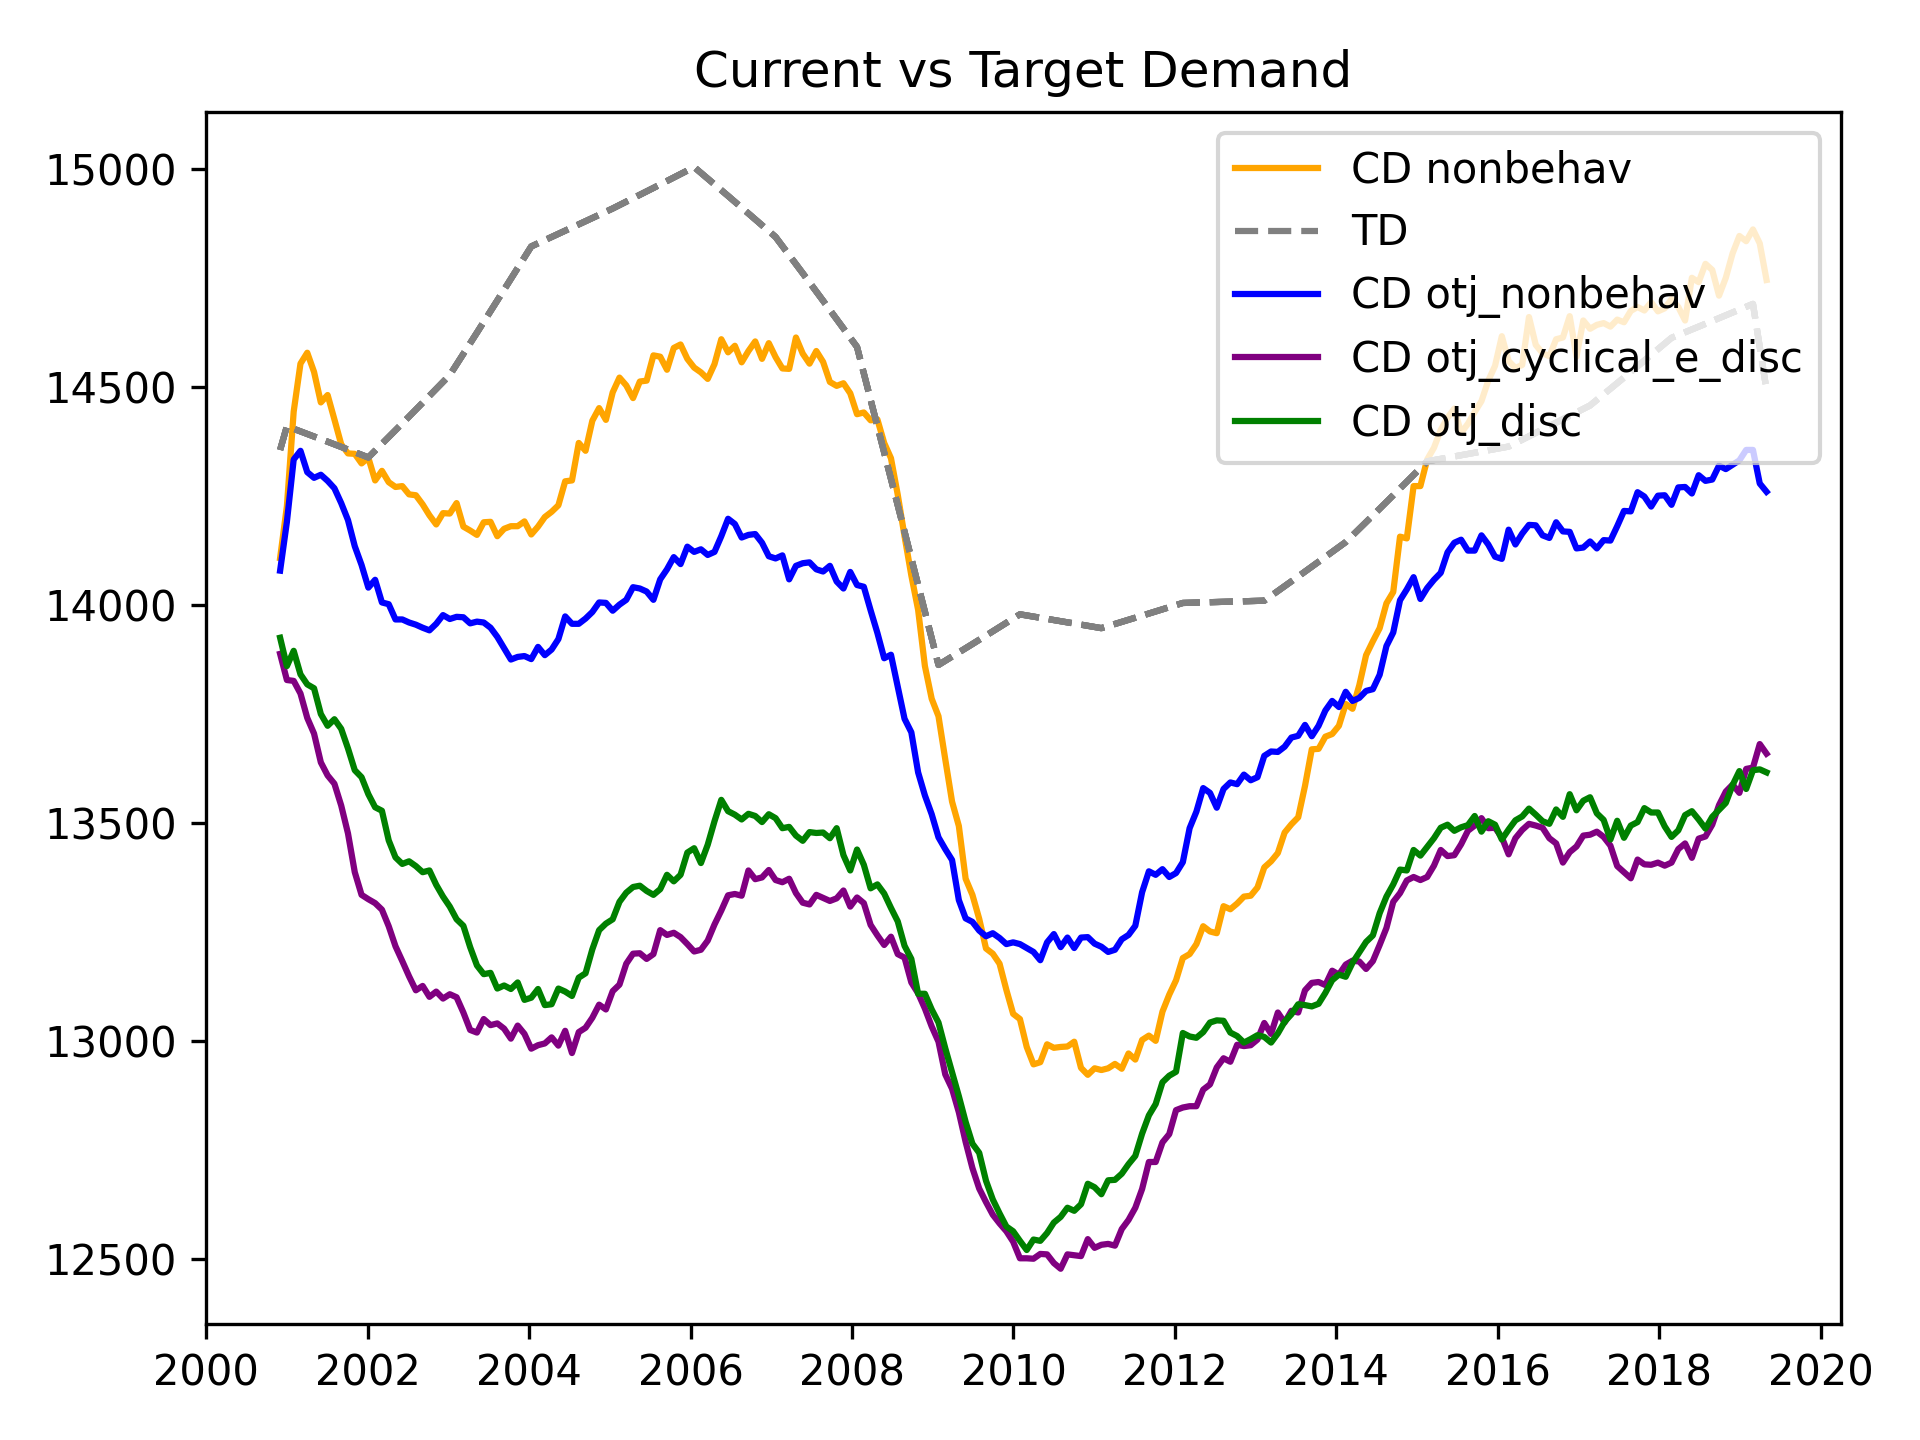 Current vs Target Demand
CD nonbehav
TD
CD otj_nonbehav
CD otj_cyclical_e_disc
CD otj_disc
15000
14500
14000
13500
13000
12500
2000 2002 2004 2006 2008 2010 2012 2014 2016 2018 2020